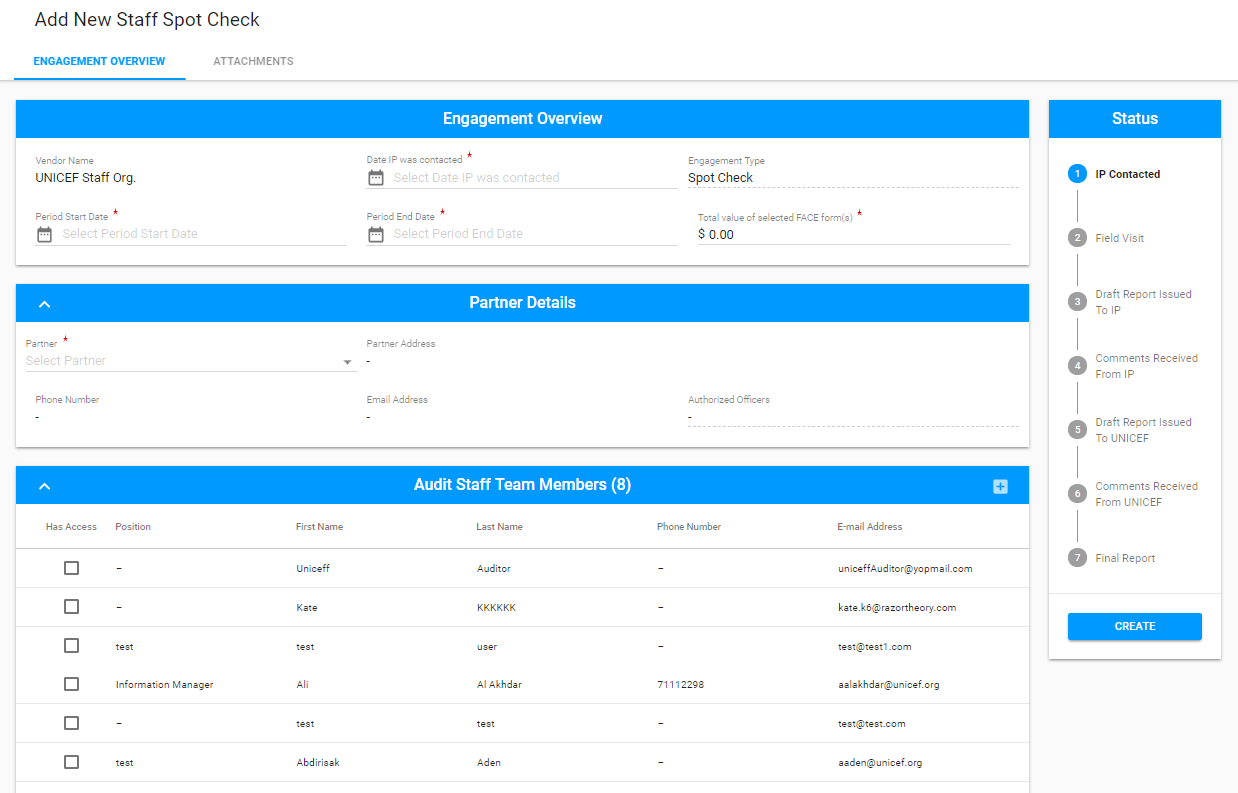 Add New Staff Spot Check
ENGAGEMENT OVERVIEW ATTACHMENTS
Engagement Overview
Vendor Name
UNICEF Staff Org.
Date IP was contacted *
Select Date IP was contacted
Engagement Type
Spot Check
Period Start Date *
Select Period Start Date
Period End Date *
Select Period End Date
Total value of selected FACE form(s) *
$ 0.00
Partner Details
Partner *
Select Partner
Partner Address
-
Phone Number
-
Email Address
-
Authorized Officers
-
Audit Staff Team Members (8)
Has Access Position First Name Last Name Phone Number E-mail Address
– Uniceff Auditor – uniceffAuditor@yopmail.com
– Kate KKKKKK – kate.k6@razortheory.com
test test user – test@test1.com
Information Manager Ali Al Akhdar 71112298 aalakhdar@unicef.org
– test test – test@test.com
test Abdirisak Aden – aaden@unicef.org
Status
1 IP Contacted
2 Field Visit
3 Draft Report Issued
To IP
4 Comments Received
From IP
5 Draft Report Issued
To UNICEF
6 Comments Received
From UNICEF
7 Final Report
CREATE